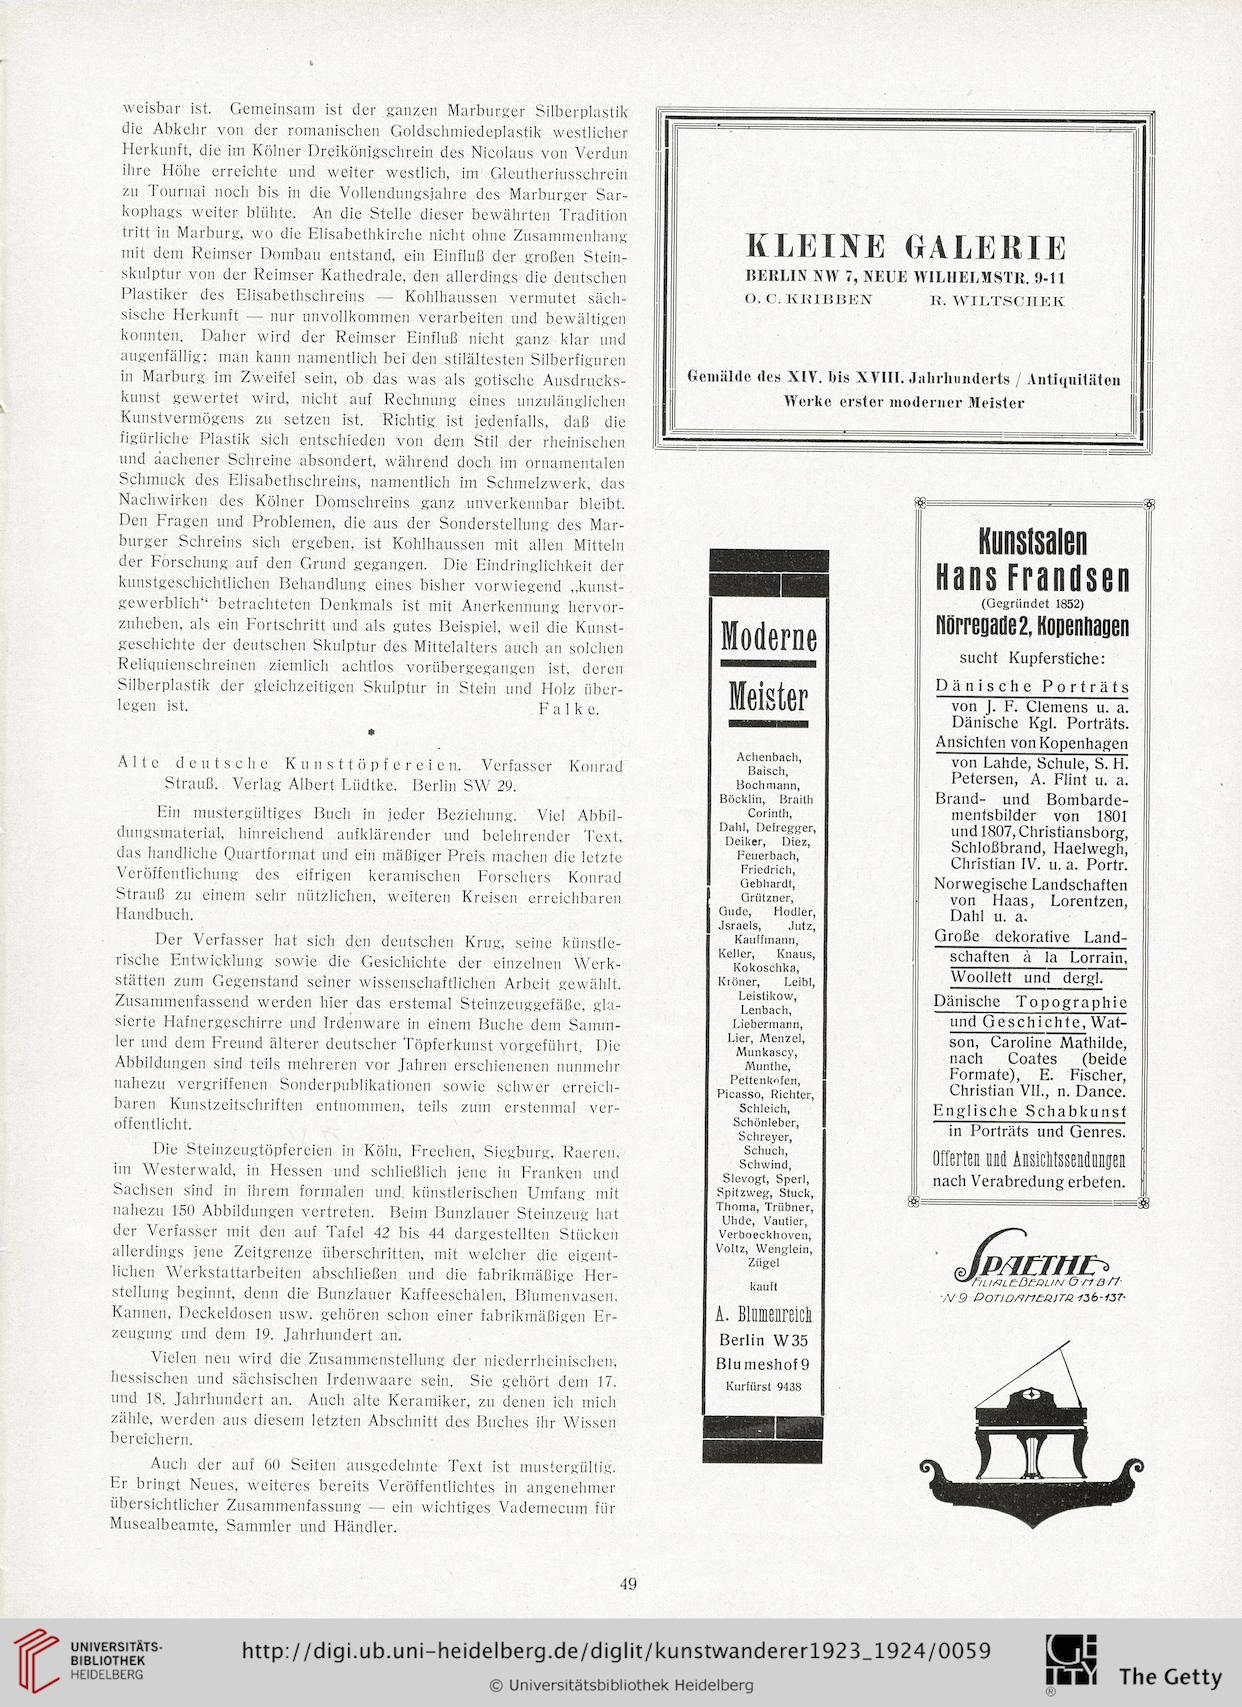 weisbar ist. Gemeinsam ist der ganzen Marburger Silberplastik
die Abkehr von der romanischen Goldschmiedeplastik westlicher
Herkunft, die im Kölner Dreikönigschrein des Nicolaus von Verdun
ihre Höhe erreichte und weiter westlich, im Gleutheriusschrein
zu Tournai noch bis in die Vollendungsjahre des Marburger Sar-
kophags weiter blühte. An die Stelle dieser bewährten Tradition
tritt in Marburg, wo die Elisabethkirche nicht ohne Zusammenhang
mit dem Reimser Dombau entstand, ein Einfluß der großen Stein-
skulptur von der Reimser Kathedrale, den allerdings die deutschen
Plastiker des Elisabethschreins — Kohlhaussen vermutet säch-
sische Herkunft — nur unvollkommen verarbeiten und bewältigen
konnten. Daher wird der Reimser Einfluß nicht ganz klar und
augenfällig; man kann namentlich bei den stilältesten Silberfiguren
in Marburg im Zweifel sein, ob das was als gotische Ausdrucks-
kunst gewertet wird, nicht auf Rechnung eines unzulänglichen
Kunstvermögens zu setzen ist. Richtig ist jedenfalls, daß die
figürliche Plastik sich entschieden von dem Stil der rheinischen
und aachener Schreine absondert, während doch im ornamentalen
Schmuck des Elisabethschreins, namentlich im Schmelzwerk, das
Nachwirken des Kölner Domschreins ganz unverkennbar bleibt.
Den Fragen und Problemen, die aus der Sonderstellung des Mar-
burger Schreins sich ergeben, ist Kohlhaussen mit allen Mitteln
der Forschung auf den Grund gegangen. Die Eindringlichkeit der
kunstgeschichtlichen Behandlung eines bisher vorwiegend „kunst-
gewerblich“ betrachteten Denkmals ist mit Anerkennung hervor-
zuheben, als ein Fortschritt und als gutes Beispiel, weil die Kunst-
geschichte der deutschen Skulptur des Mittelalters auch an solchen
Reliquienschreinen ziemlich achtlos vorübergegangen ist, deren
Silberplastik der gleichzeitigen Skulptur in Stein und Holz über-
legen ist. Falke.
*
Alte deutsche Kunsttöpfereien. Verfasser Konrad
Strauß. Verlag Albert Lüdtke. Berlin SW 29.
Ein mustergültiges Buch in jeder Beziehung. Viel Abbil-
dungsmaterial, hinreichend aufklärender und belehrender Text,
das handliche Quartformat und ein mäßiger Preis machen die letzte
Veröffentlichung des eifrigen keramischen Forschers Konrad
Strauß zu einem sehr nützlichen, weiteren Kreisen erreichbaren
Handbuch.
Der Verfasser hat sich den deutschen Krug, seine künstle-
rische Entwicklung sowie die Gesichichte der einzelnen Werk-
stätten zum Gegenstand seiner wissenschaftlichen Arbeit gewählt.
Zusammenfassend werden hier das erstemal Steinzeuggefäße, gla-
sierte Hafnergeschirre und Irdenware in einem Buche dem Samm-
ler und dem Freund älterer deutscher Töpferkunst vorgeführt. Die
Abbildungen sind teils mehreren vor Jahren erschienenen nunmehr
nahezu vergriffenen Sonderpublikationen sowie schwer erreich-
baren Kunstzeitschriften entnommen, teils zum erstenmal ver-
öffentlicht.
Die Steinzeugtöpfereien in Köln, Frechen, Siegburg, Raeren,
im Westerwald, in Hessen und schließlich jene in Franken und
Sachsen sind in ihrem formalen und künstlerischen Umfang mit
nahezu 150 Abbildungen vertreten. Beim Bunzlauer Steinzeug hat
der Verfasser mit den auf Tafel 42 bis 44 dargestellten Stücken
allerdings jene Zeitgrenze überschritten, mit welcher die eigent-
lichen Werkstattarbeiten abschließen und die fabrikmäßige Her-
stellung beginnt, denn die Bunzlauer Kaffeeschalen, Blumenvasen,
Kannen, Deckeldosen usw. gehören schon einer fabrikmäßigen Er-
zeugung und dem 19. Jahrhundert an.
Vielen neu wird die Zusammenstellung der niederrheinischen,
hessischen und sächsischen Irdenwaare sein. Sie gehört dem 17.
und 18. Jahrhundert an. Auch alte Keramiker, zu denen ich mich
zähle, werden aus diesem letzten Abschnitt des Buches ihr Wissen
bereichern.
Auch der auf 60 Seiten ausgedehnte Text ist mustergültig.
Er bringt Neues, weiteres bereits Veröffentlichtes in angenehmer
übersichtlicher Zusammenfassung — ein wichtiges Vademecum für
Musealbeamte, Sammler und Händler.
KLEINE GALERIE
BERLIN NW 7, NEUE WILHELMSTR. 9-11
O. C. KRIBBEN R. WILTSCHEK
Gemälde des XIV. bis XVIII. Jahrhunderts / Antiquitäten
Werke erster moderner Meister
Moderne
Meister
Achenbach,
Baisch,
Bochmann,
Böcklin, Braith
Corinth,
Dahl, Defregger,
Deiker, Diez,
Feuerbach,
Friedrich,
Gebhardt,
Grützner,
Gude, Hodler,
Jsraels, Jutz,
Kauffmann,
Keller, Knaus,
Kokoschka,
Kröner, Leibl,
Leistikow,
Lenbach,
Liebermann,
Lier, Menzel,
Munkascy,
Munthe,
Pettenkofen,
Picasso, Richter,
Schleich,
Schönleber,
Schreyer,
Schuch,
Schwind,
Slevogt, Sperl,
Spitzweg, Stuck,
Thoma, Trübner,
Uhde, Vautier,
Verboeckhoven,
Voltz, Wenglein,
Zügel
kauft
A. Blumenreich
Berlin W 35
Blumeshof 9
Kurfürst 9438
Kunstsalen
Hans Frandsen
(Gegründet 1852)
Nörregade 2, Kopenhagen
sucht Kupferstiche:
Dänische Porträts
von J. F. Clemens u. a.
Dänische Kgl. Porträts.
Ansichten von Kopenhagen
von Lahde, Schule, S. H.
Petersen, A. Flint u. a.
Brand- und Bombarde-
mentsbilder von 1801
und 1807, Christiansborg,
Schloßbrand, Haelwegh,
Christian IV. u. a. Portr.
Norwegische Landschaften
von Haas, Lorentzen,
Dahl u. a.
Große dekorative Land-
schaften à la Lorrain,
Woollett und dergl.
Dänische Topographie
und Geschichte, Wat-
son, Caroline Mathilde,
nach Coates (beide
Formate), E. Fischer,
Christian VII., n. Dance.
Englische Schabkunst
in Porträts und Genres.
Offerten und Ansichtssendungen
nach Verabredung erbeten.
SPAETHE
FILIALE BERLIN G·M·B·H·
·N 9· POTSDAMERSTR. 136-137·
49
UNIVERSITÄTS-
BIBLIOTHEK
HEIDELBERG
http://digi.ub.uni-heidelberg.de/diglit/kunstwanderer1923_1924/0059
© Universitätsbibliothek Heidelberg
GETTY
®
The Getty